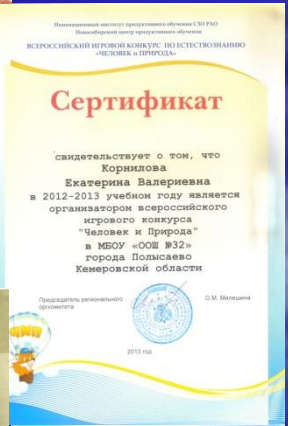 Инновационный институт продуктивного обучения СЗО РАО
Новосибирский центр продуктивного обучения
ВСЕРОССИЙСКИЙ ИГРОВОЙ КОНКУРС ПО ЕСТЕСТВОЗНАНИЮ
«ЧЕЛОВЕК и ПРИРОДА»
Сертификат
свидетельствует о том, что
Корнилова
Екатерина Валериевна
в 2012-2013 учебном году является
организатором всероссийского
игрового конкурса
"Человек и Природа"
в МБОУ «ООШ №32»
города Полысаево
Кемеровской области
Председатель регионального
оргкомитета
О.М. Милешина
2013 год